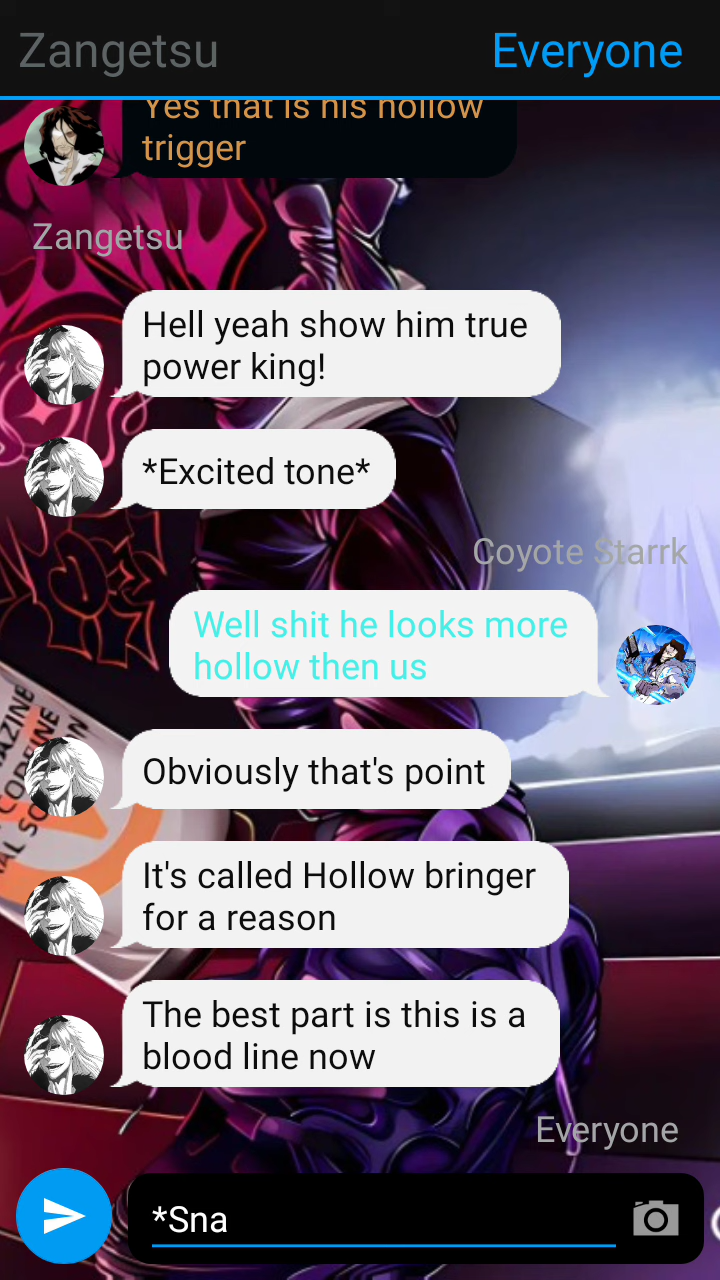 Zangetsu Everyone
Yes that is his hollow
trigger
Zangetsu
Hell yeah show him true
power king!
*Excited tone*
Coyote Starrk
Well shit he looks more
hollow then us
Obviously that's point
It's called Hollow bringer
for a reason
The best part is this is a
blood line now
Everyone
*Sna